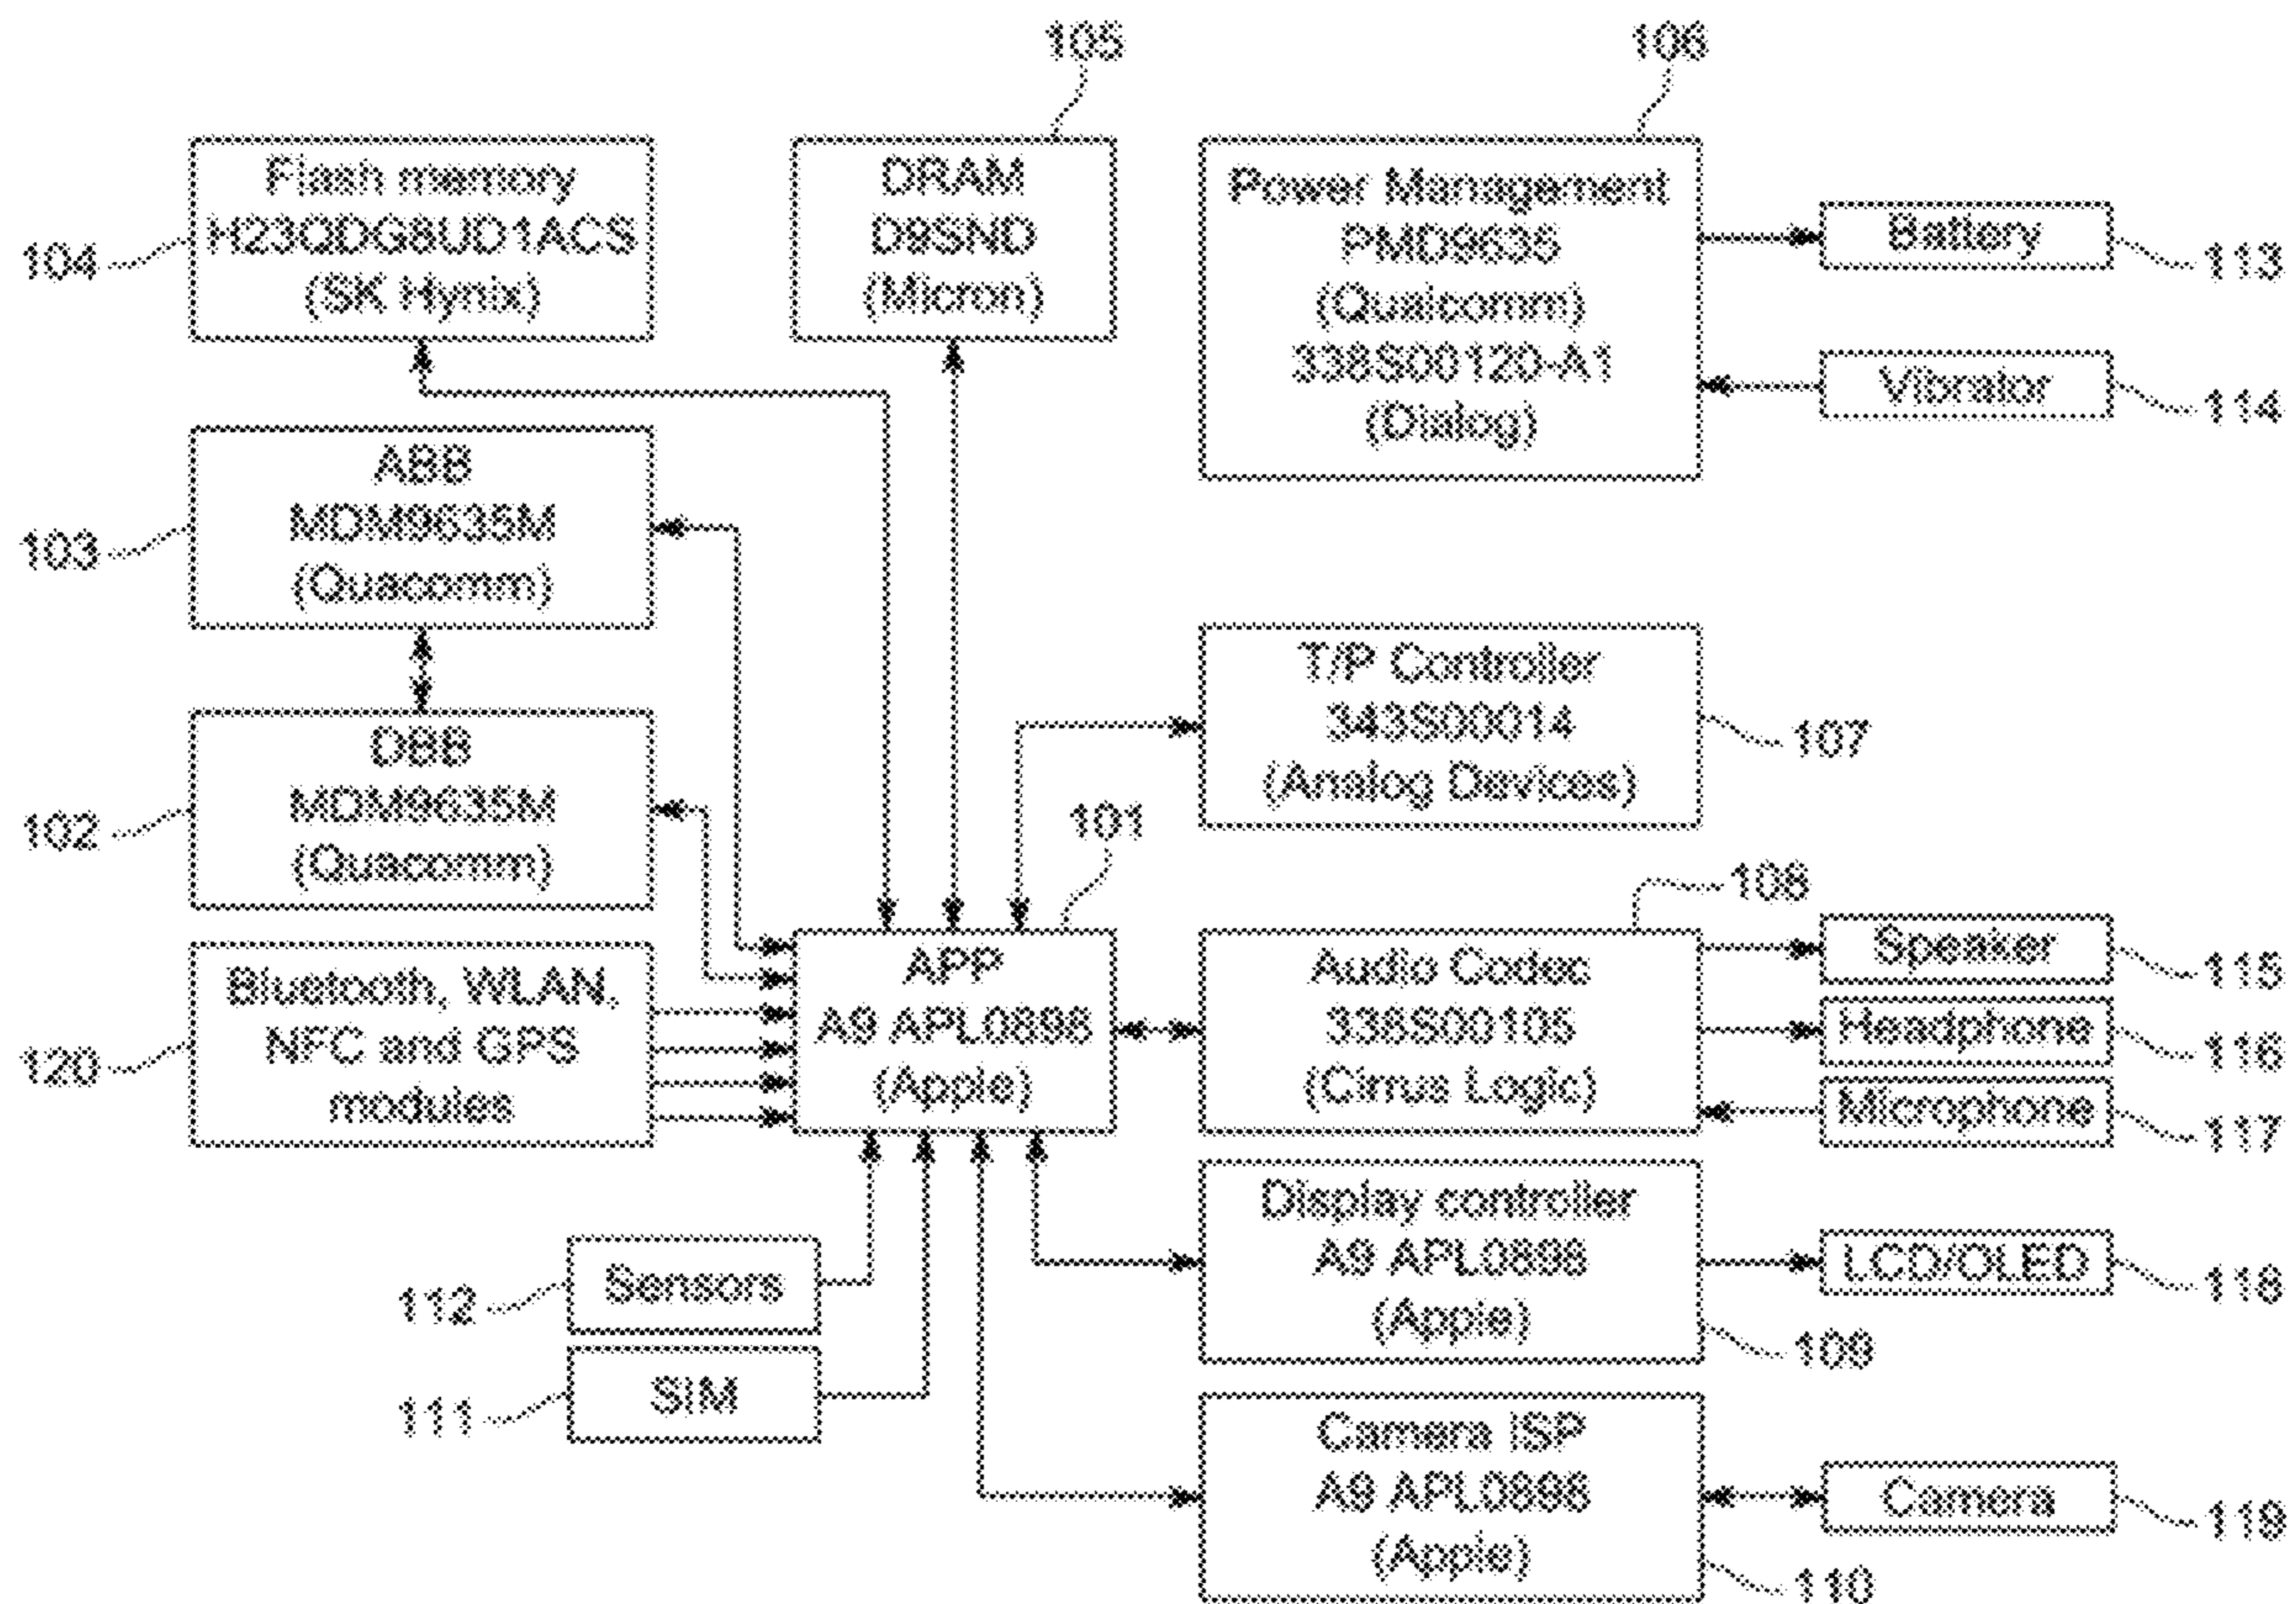 105
106
Flash memory
H23QDG8UD1ACS
(SK Hynix)
104
DRAM
D9SND
(Micron)
Power Management
PMD9635
(Qualcomm)
338S00120-A1
(Dialog)
Battery
113
Vibrator
114
ABB
MDM9635M
(Quacomm)
103
DBB
MDM9635M
(Quacomm)
102
T/P Controller
343S00014
(Analog Devices)
107
101
108
Bluetooth, WLAN,
NFC and GPS
modules
120
APP
A9 APL0898
(Apple)
Audio Codec
338S00105
(Cirrus Logic)
Speaker
115
Headphone
116
Microphone
117
Sensors
112
SIM
111
Display controller
A9 APL0898
(Apple)
109
LCD/OLED
118
Camera ISP
A9 APL0898
(Apple)
110
Camera
119